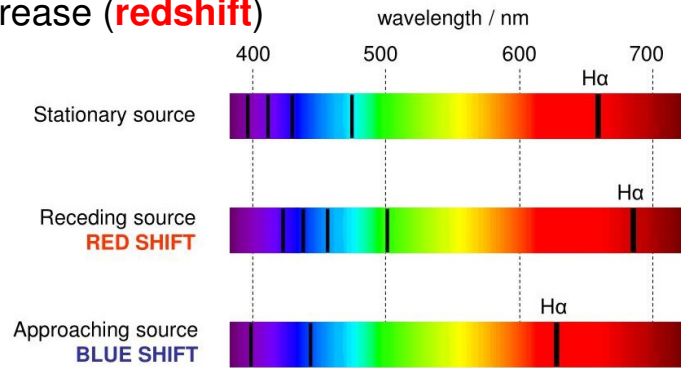 (redshift)
wavelength / nm
400 500 600 700
Hα
Stationary source
Hα
Receding source
RED SHIFT
Hα
Approaching source
BLUE SHIFT